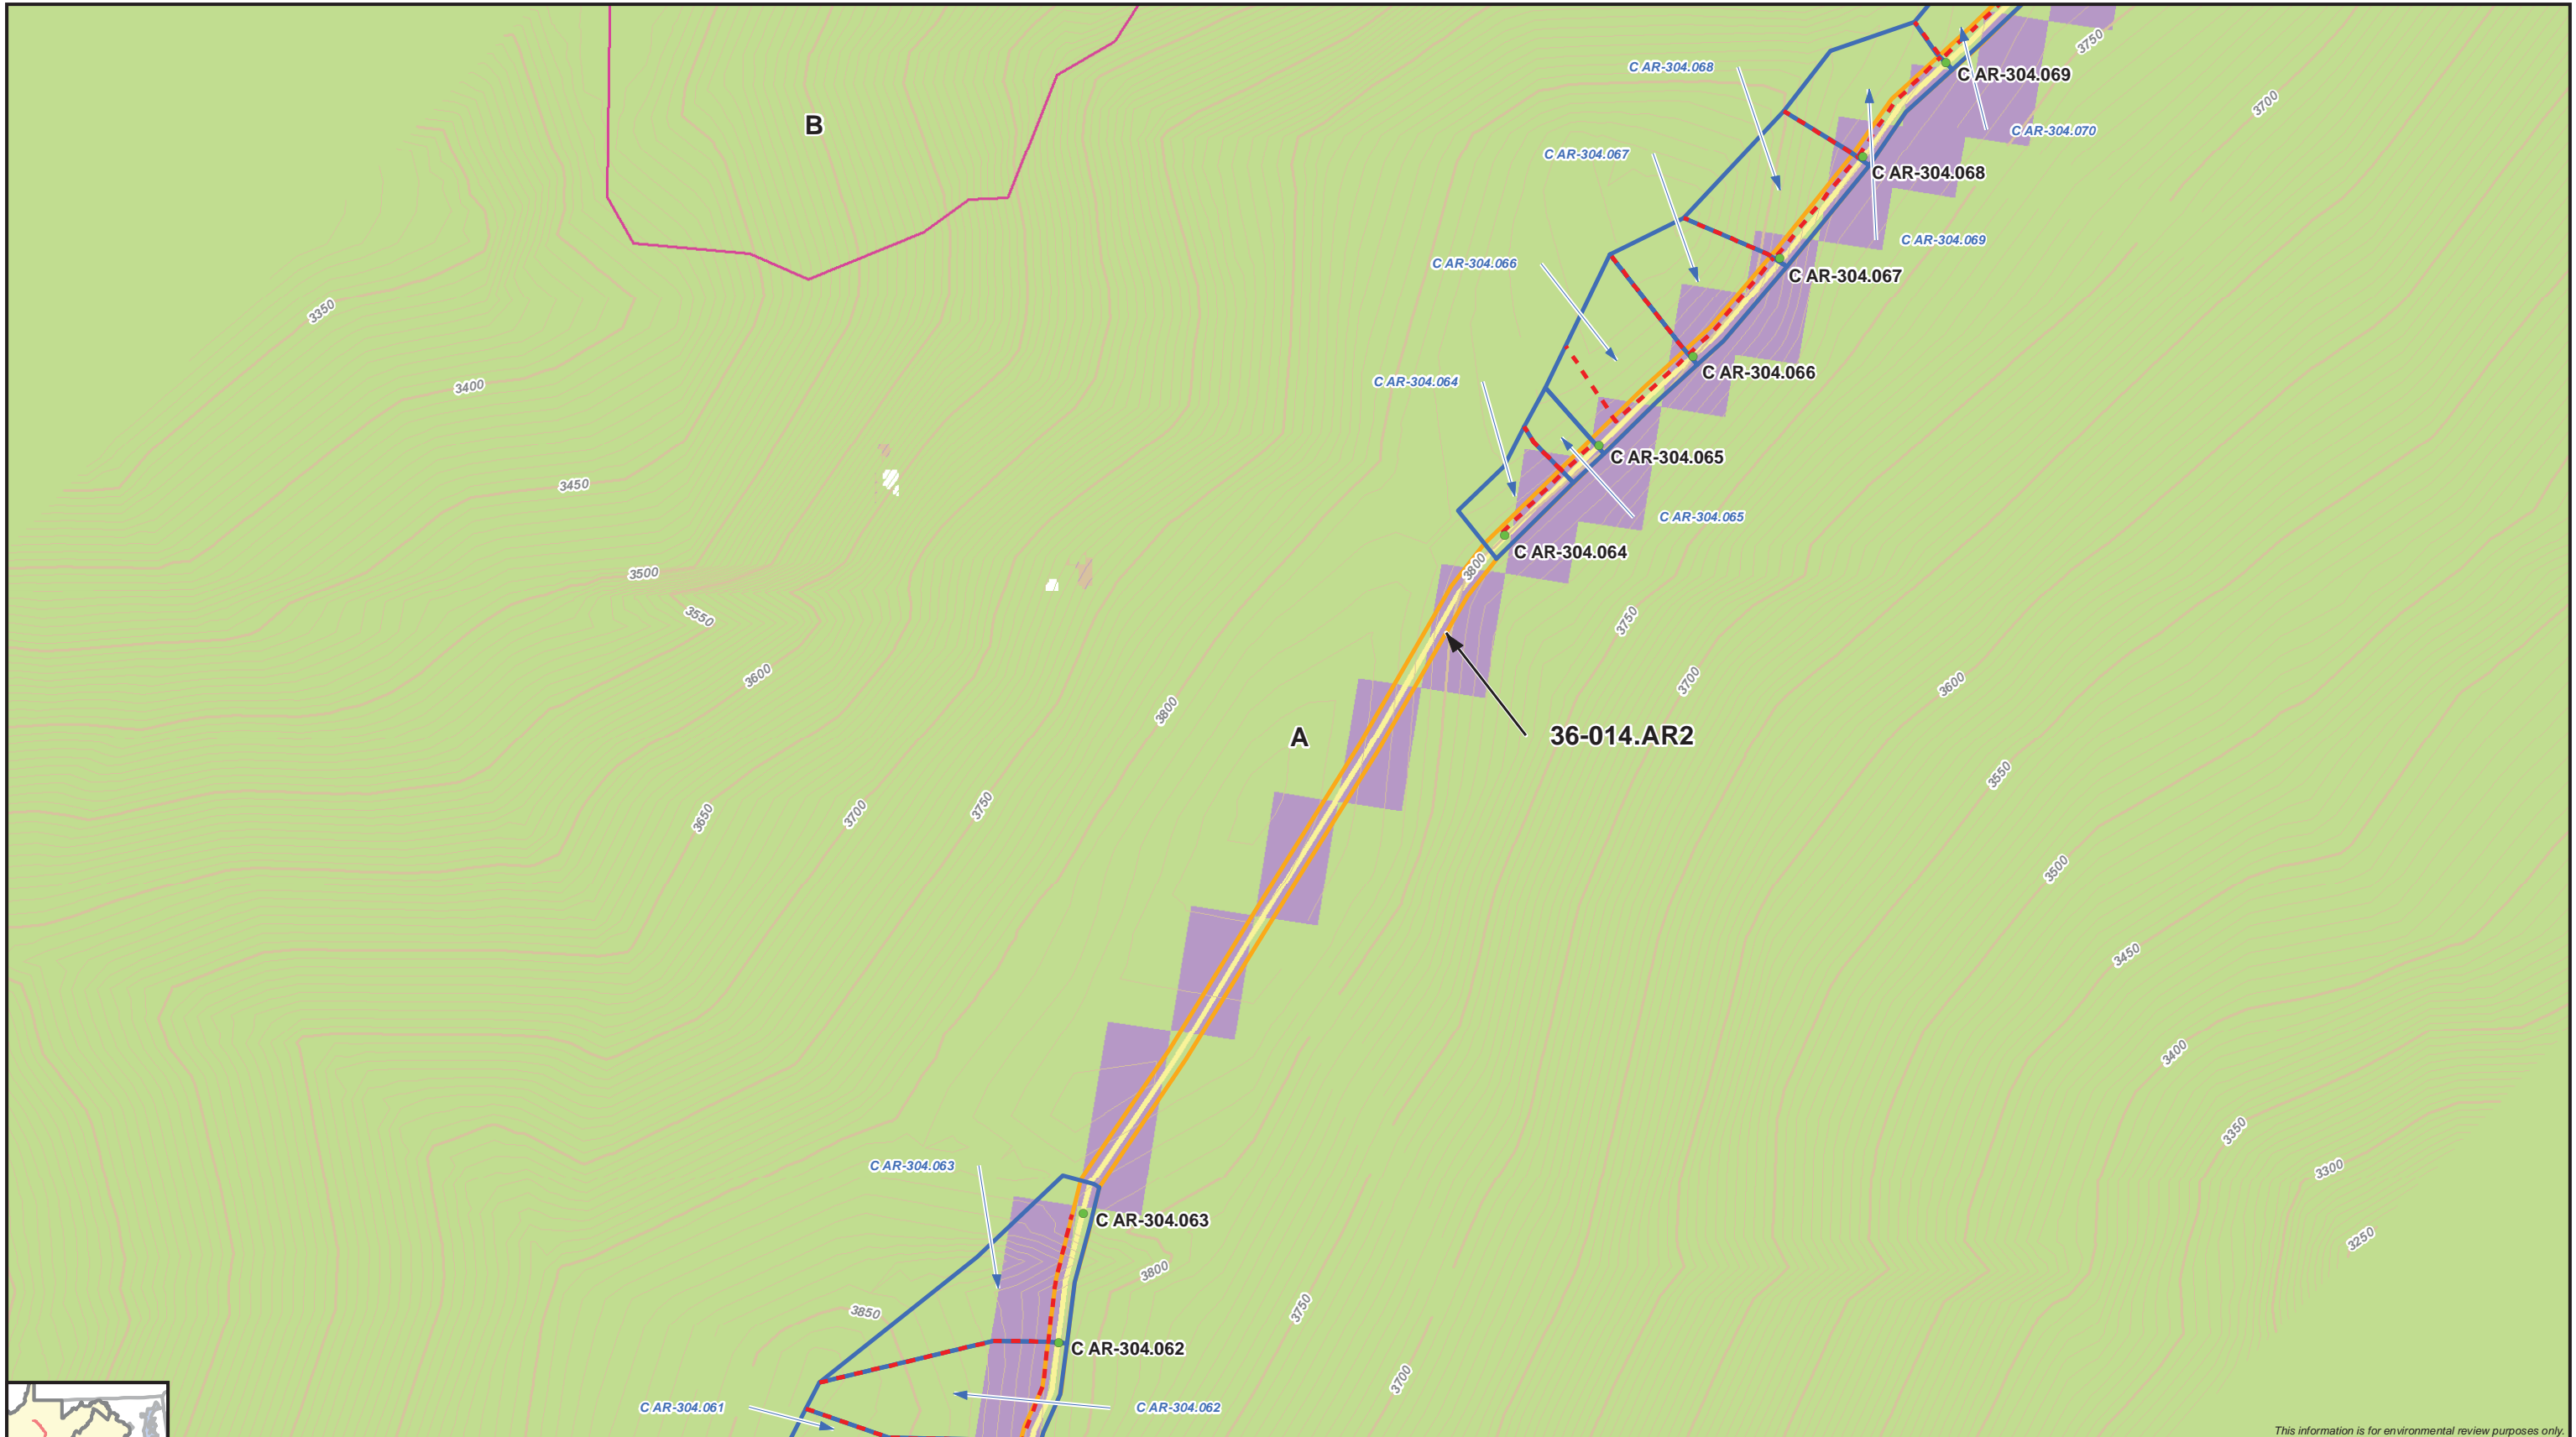 3750
C AR-304.068
C AR-304.069
3700
B
C AR-304.070
C AR-304.067
C AR-304.068
C AR-304.069
C AR-304.066
C AR-304.067
3350
C AR-304.066
C AR-304.064
3400
C AR-304.065
3450
C AR-304.065
C AR-304.064
3500
3800
3550
3750
3600
3700
3600
3800
A
36-014.AR2
3550
3650
3700
3750
3500
3450
3400
3350
C AR-304.063
3300
C AR-304.063
3250
3800
3850
3750
C AR-304.062
3700
C AR-304.061
C AR-304.062
This information is for environmental review purposes only.